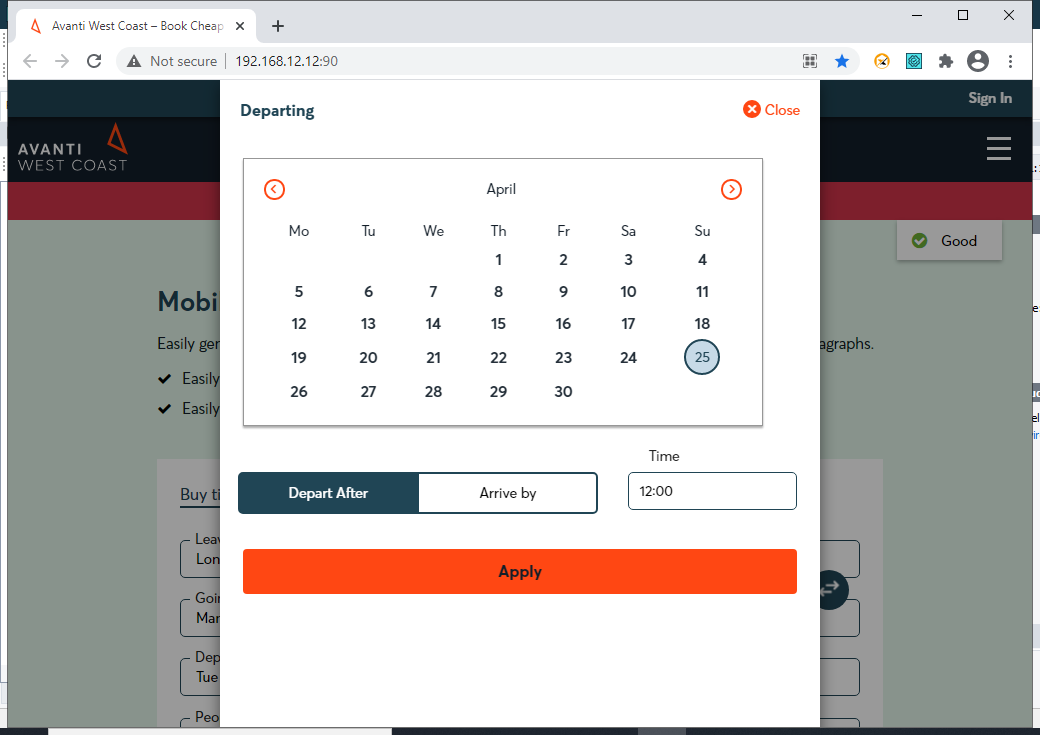 Avanti West Coast – Book Cheap
Not secure
192.168.12.12:90
Sign In
AVANTI
WEST COAST
Departing
Close
April
Mo Tu We Th Fr Sa Su
1 2 3 4
5 6 7 8 9 10 11
12 13 14 15 16 17 18
19 20 21 22 23 24 25
26 27 28 29 30
Good
Mobi
Easily ger
agraphs.
Easily
Easily
Time
Depart After
Arrive by
12:00
Buy ti
Leav
Lon
Apply
Goin
Man
Dep
Tue
Peo